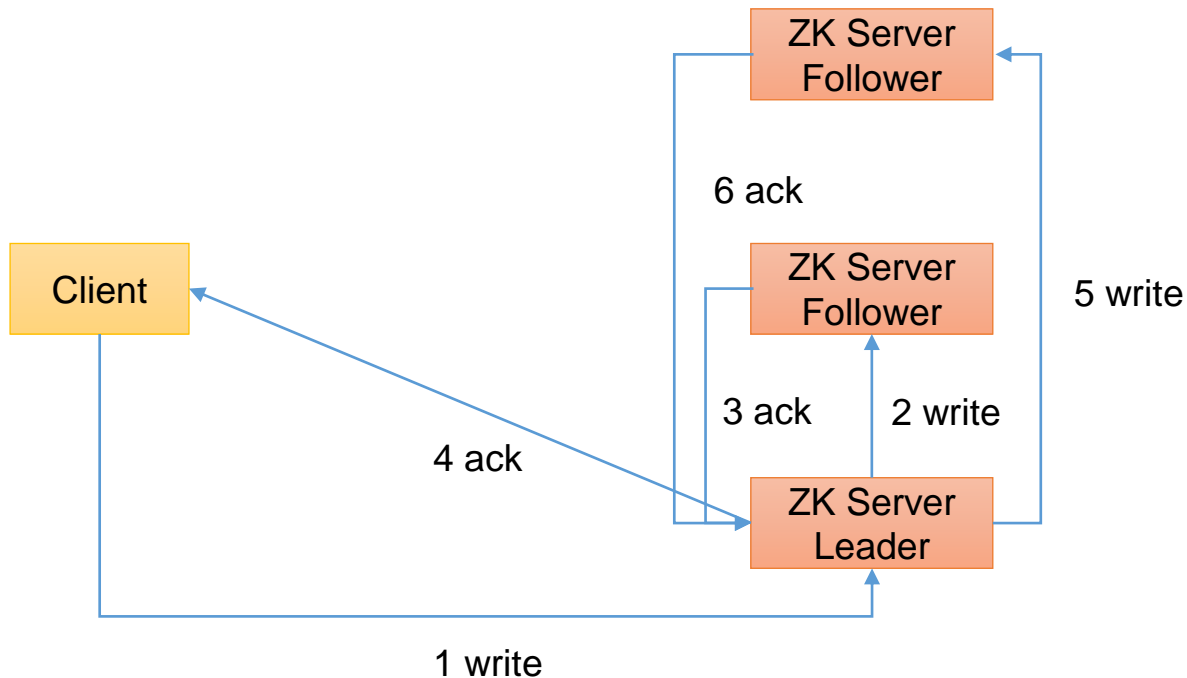 ZK Server
Follower
6 ack
Client
ZK Server
Follower
5 write
3 ack
2 write
4 ack
ZK Server
Leader
1 write